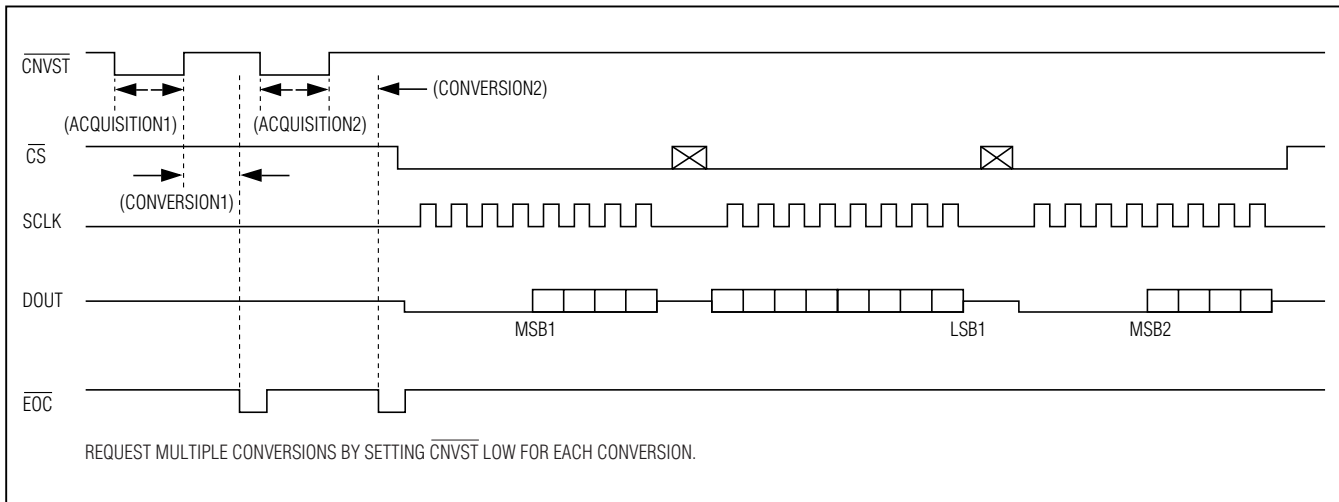 CNVST
(CONVERSION2)
(ACQUISITION1)
(ACQUISITION2)
CS
(CONVERSION1)
SCLK
DOUT
MSB1
LSB1
MSB2
EOC
REQUEST MULTIPLE CONVERSIONS BY SETTING CNVST LOW FOR EACH CONVERSION.